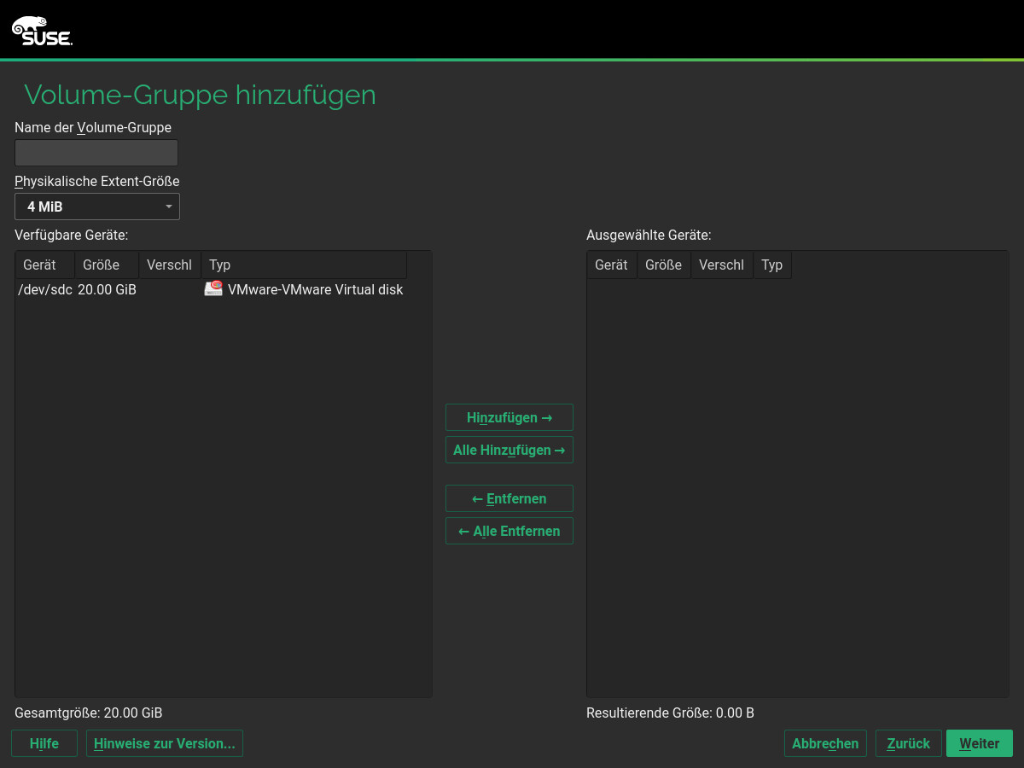 SUSE
Volume-Gruppe hinzufügen
Name der Volume-Gruppe
Physikalische Extent-Größe
4 MiB
Verfügbare Geräte:
Gerät Größe Verschl Typ
/dev/sdc 20.00 GiB VMware-VMware Virtual disk
Hinzufügen →
Alle Hinzufügen →
← Entfernen
← Alle Entfernen
Ausgewählte Geräte:
Gerät Größe Verschl Typ
Gesamtgröße: 20.00 GiB
Resultierende Größe: 0.00 B
Hilfe
Hinweise zur Version...
Abbrechen
Zurück
Weiter